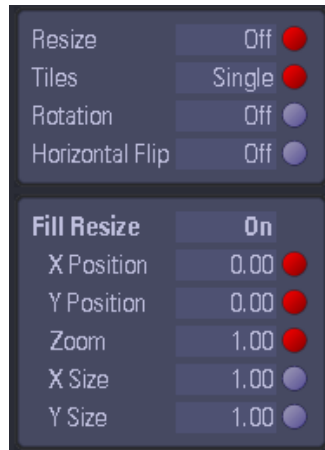 Resize Off
Tiles Single
Rotation Off
Horizontal Flip Off
Fill Resize On
X Position 0.00
Y Position 0.00
Zoom 1.00
X Size 1.00
Y Size 1.00